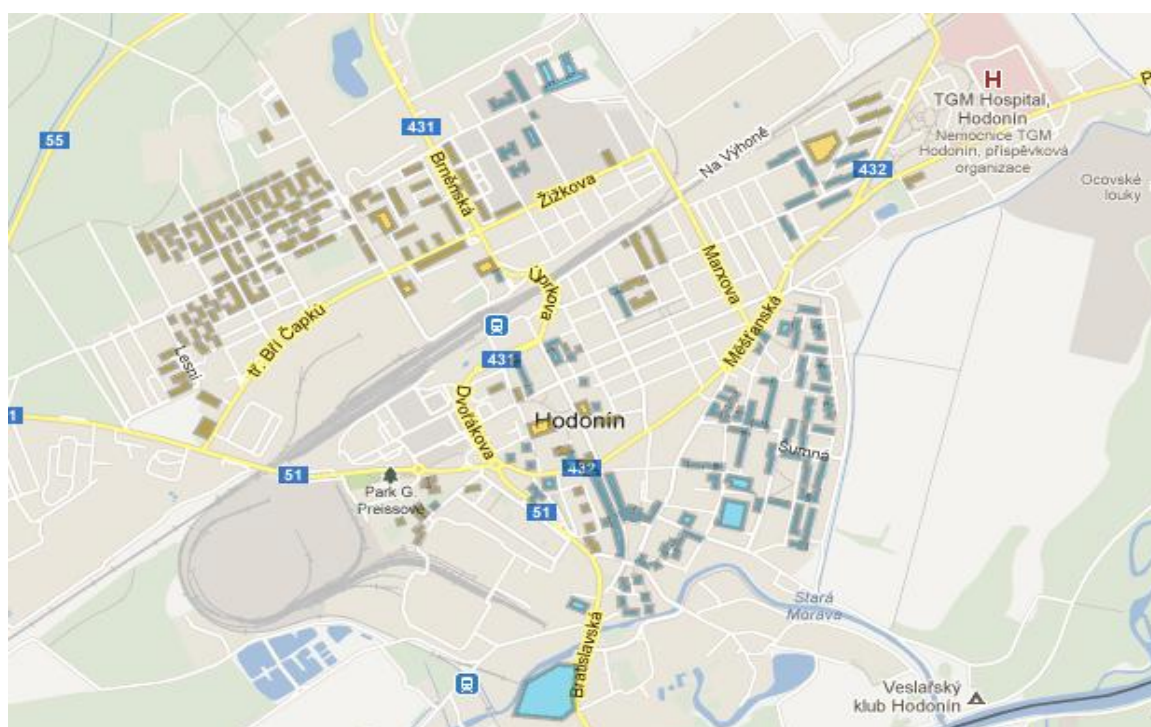 H
TGM Hospital,
Hodonín
Nemocnice TGM
Hodonín, příspěvková
organizace
P
55
431
Brněnská
Na Výhoně
432
Ocovské
louky
Žižkova
Marxova
Úprkova
Měšťanská
tř. Bří Čapků
Lesní
431
Dvořákova
Hodonín
1
51
432
Šumná
Park G.
Preissové
51
Stará
Morava
Bratislavská
Veslařský
klub Hodonín